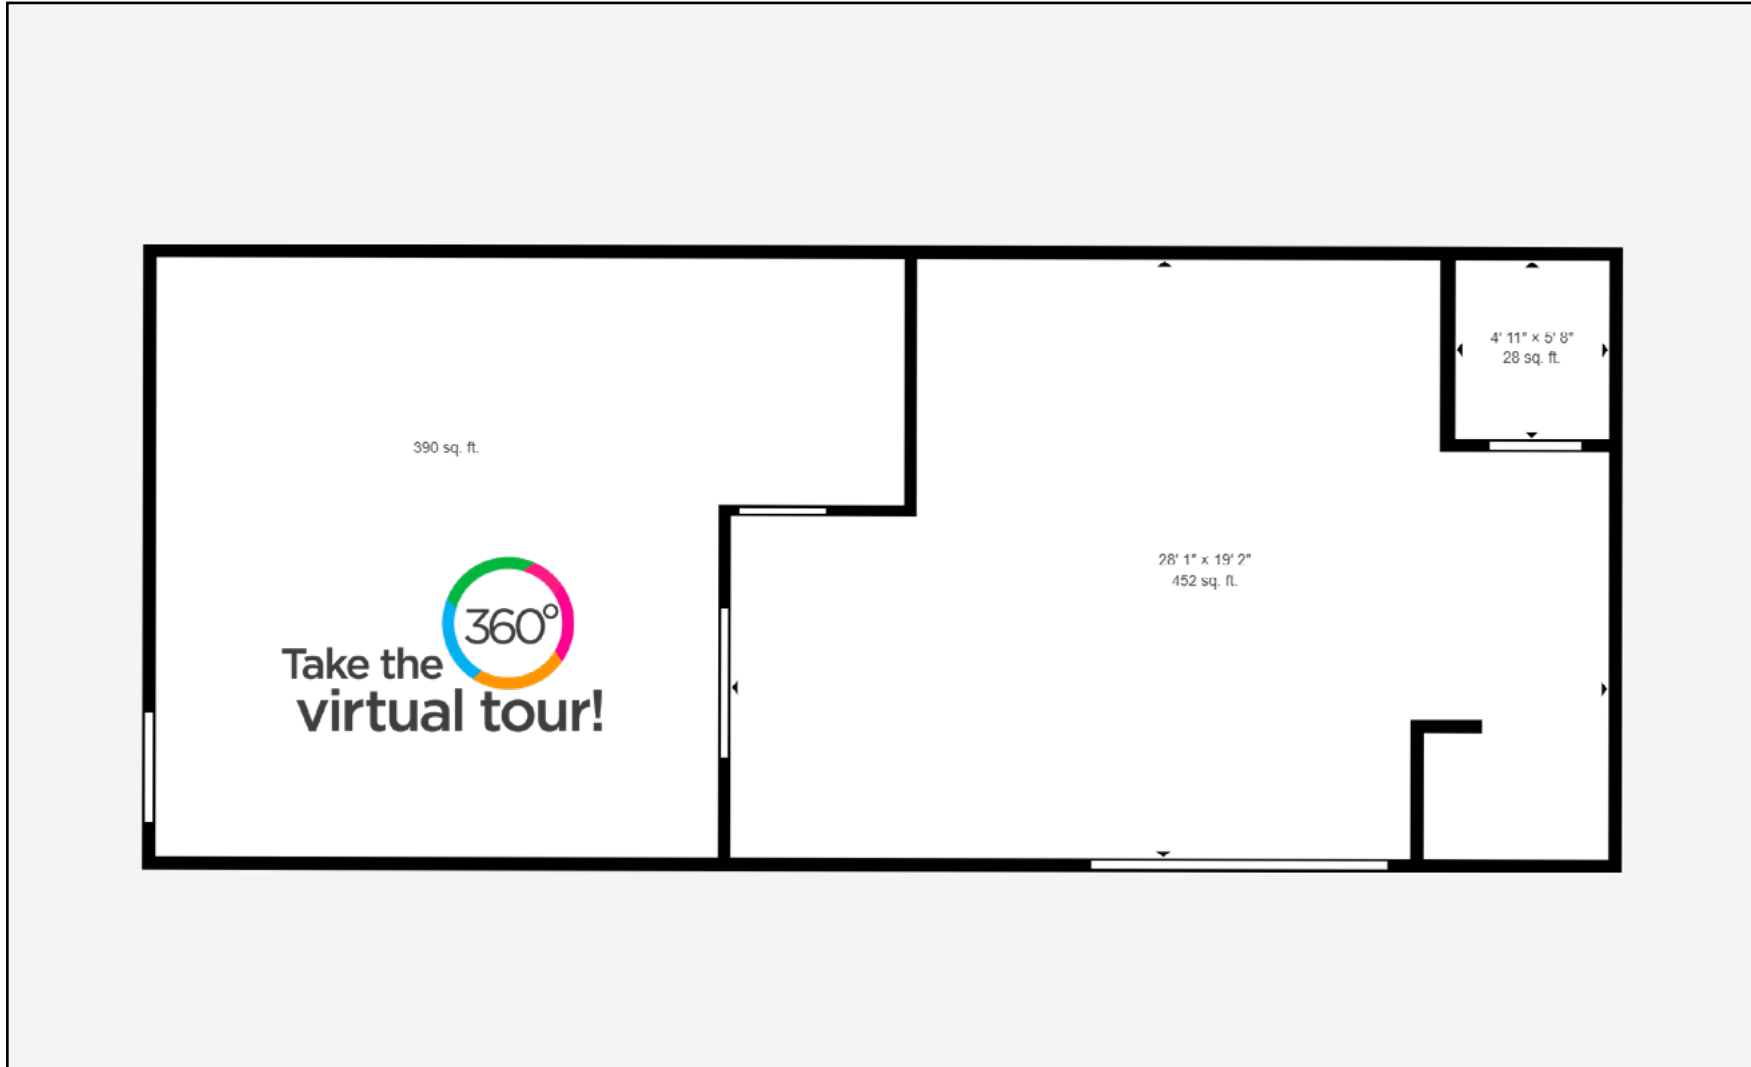 4' 11" × 5' 8"
28 sq. ft.
390 sq. ft.
28' 1" × 19' 2"
452 sq. ft.
360°
Take the
virtual tour!